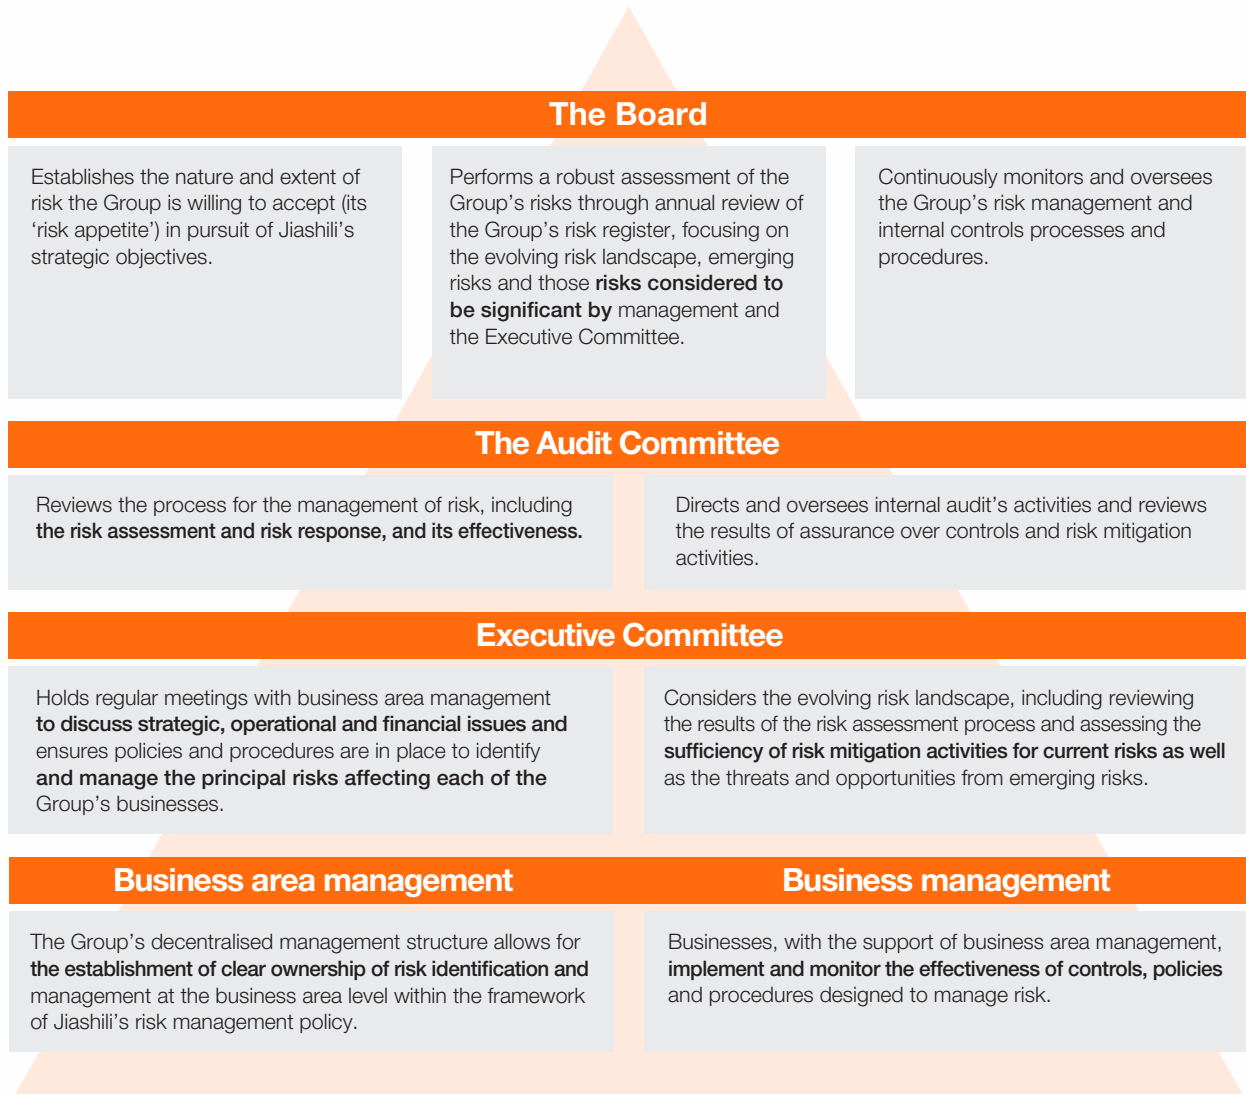 The Board
Establishes the nature and extent of
risk the Group is willing to accept (its
‘risk appetite’) in pursuit of Jiashili’s
strategic objectives.
Performs a robust assessment of the
Group’s risks through annual review of
the Group’s risk register, focusing on
the evolving risk landscape, emerging
risks and those risks considered to
be significant by management and
the Executive Committee.
Continuously monitors and oversees
the Group’s risk management and
internal controls processes and
procedures.
The Audit Committee
Reviews the process for the management of risk, including
the risk assessment and risk response, and its effectiveness.
Directs and oversees internal audit’s activities and reviews
the results of assurance over controls and risk mitigation
activities.
Executive Committee
Holds regular meetings with business area management
to discuss strategic, operational and financial issues and
ensures policies and procedures are in place to identify
and manage the principal risks affecting each of the
Group’s businesses.
Considers the evolving risk landscape, including reviewing
the results of the risk assessment process and assessing the
sufficiency of risk mitigation activities for current risks as well
as the threats and opportunities from emerging risks.
Business area management
The Group’s decentralised management structure allows for
the establishment of clear ownership of risk identification and
management at the business area level within the framework
of Jiashili’s risk management policy.
Business management
Businesses, with the support of business area management,
implement and monitor the effectiveness of controls, policies
and procedures designed to manage risk.